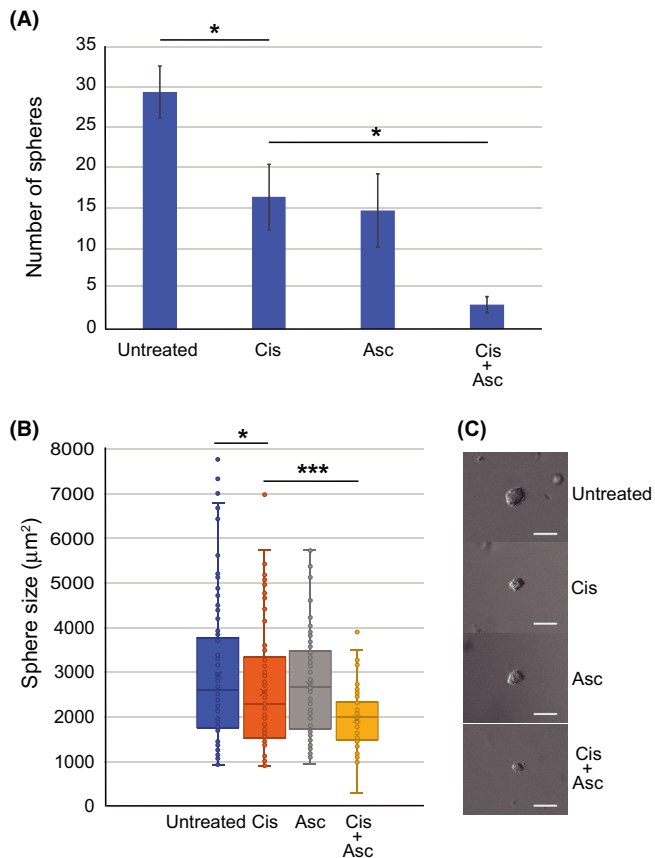 (A)
*
*
Number of spheres
35
30
25
20
15
10
5
0
Untreated
Cis
Asc
Cis
+
Asc
(B)
*
***
Sphere size (μm²)
8000
7000
6000
5000
4000
3000
2000
1000
0
Untreated
Cis
Asc
Cis
+
Asc
(C)
Untreated
Cis
Asc
Cis
+
Asc